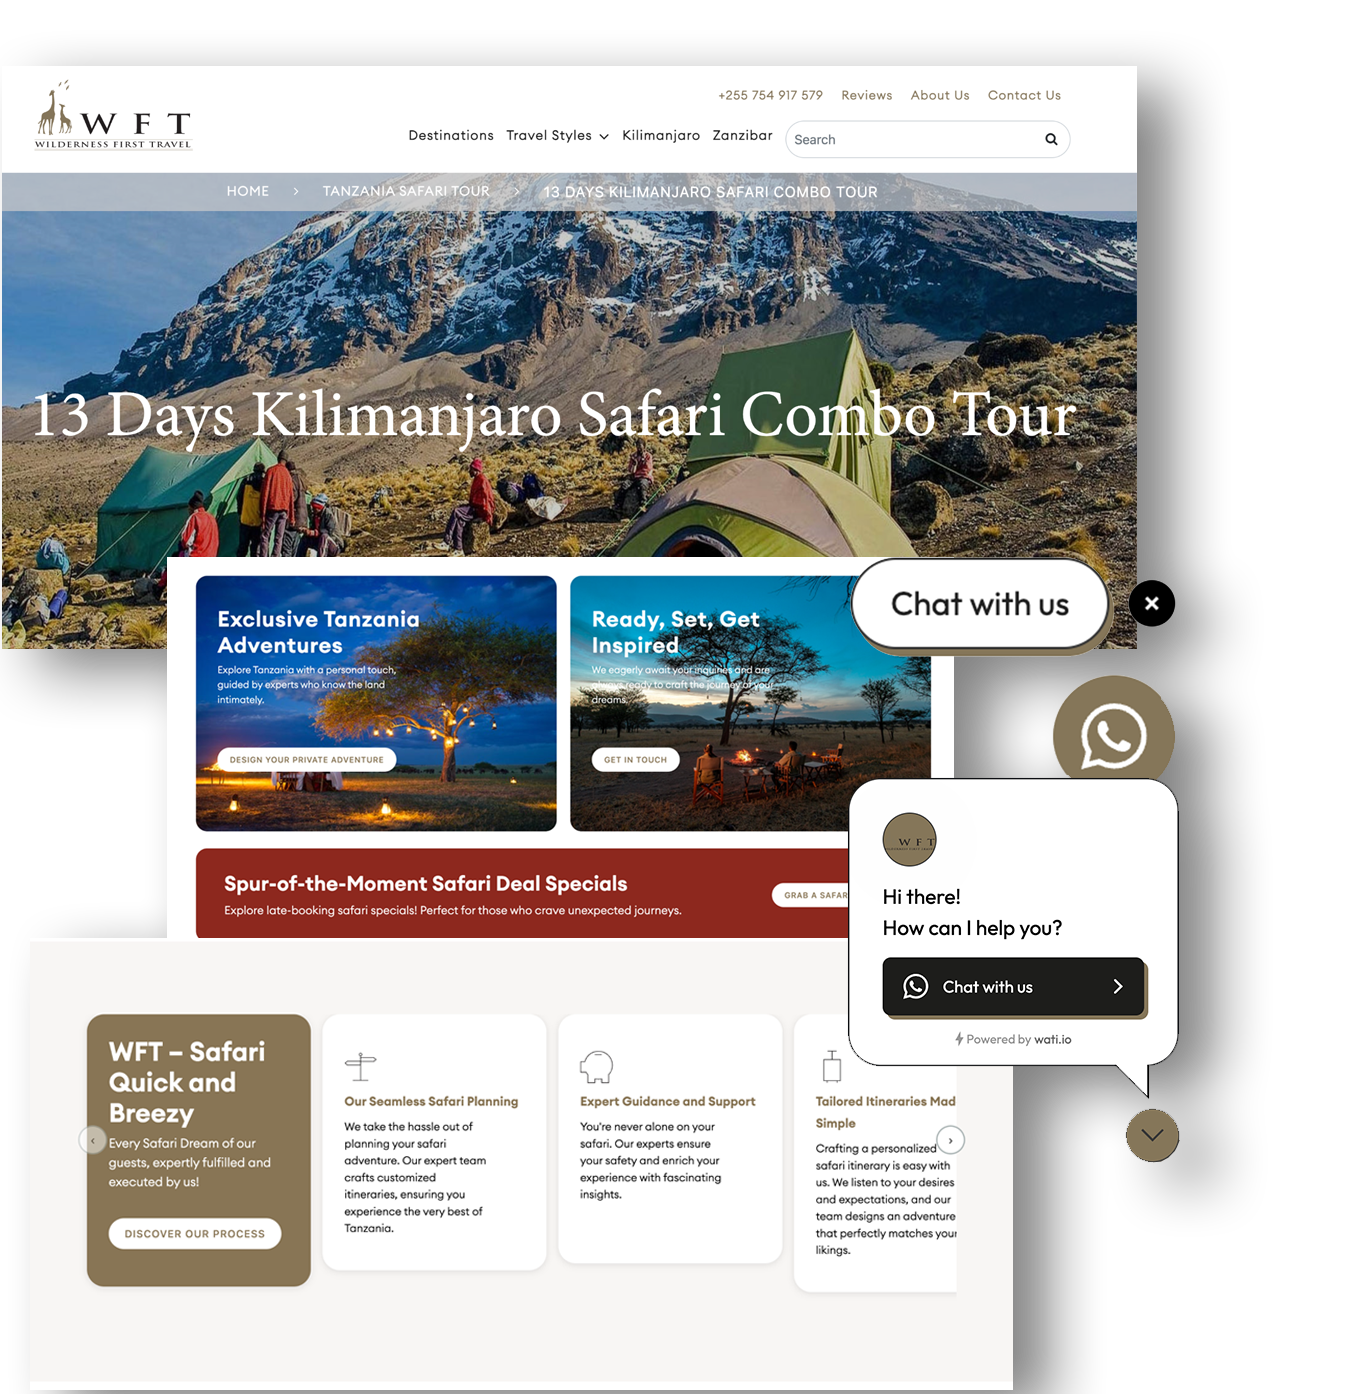 W F T
WILDERNESS FIRST TRAVEL
+255 754 917 579 Reviews About Us Contact Us
Destinations Travel Styles Kilimanjaro Zanzibar Search
HOME > TANZANIA SAFARI TOUR > 13 DAYS KILIMANJARO SAFARI COMBO TOUR
13 Days Kilimanjaro Safari Combo Tour
Exclusive Tanzania
Adventures
Explore Tanzania with a personal touch,
guided by experts who know the land
intimately.
DESIGN YOUR PRIVATE ADVENTURE
Ready, Set, Get
Inspired
We eagerly await your inquiries and are
always ready to craft the journey of your
dreams.
GET IN TOUCH
Chat with us
Spur-of-the-Moment Safari Deal Specials
Explore late-booking safari specials! Perfect for those who crave unexpected journeys.
GRAB A SAFAR
W F T
Hi there!
How can I help you?
Chat with us
Powered by wati.io
WFT – Safari
Quick and
Breezy
Every Safari Dream of our
guests, expertly fulfilled and
executed by us!
DISCOVER OUR PROCESS
Our Seamless Safari Planning
We take the hassle out of
planning your safari
adventure. Our expert team
crafts customized
itineraries, ensuring you
experience the very best of
Tanzania.
Expert Guidance and Support
You're never alone on your
safari. Our experts ensure
your safety and enrich your
experience with fascinating
insights.
Tailored Itineraries Mad
Simple
Crafting a personalized
safari itinerary is easy with
us. We listen to your desires
and expectations, and our
team designs an adventure
that perfectly matches your
likings.